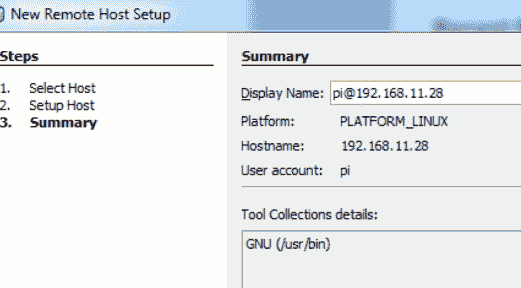 New Remote Host Setup
Steps
1. Select Host
2. Setup Host
3. Summary
Summary
Display Name: pi@192.168.11.28
Platform: PLATFORM_LINUX
Hostname: 192.168.11.28
User account: pi
Tool Collections details:
GNU (/usr/bin)